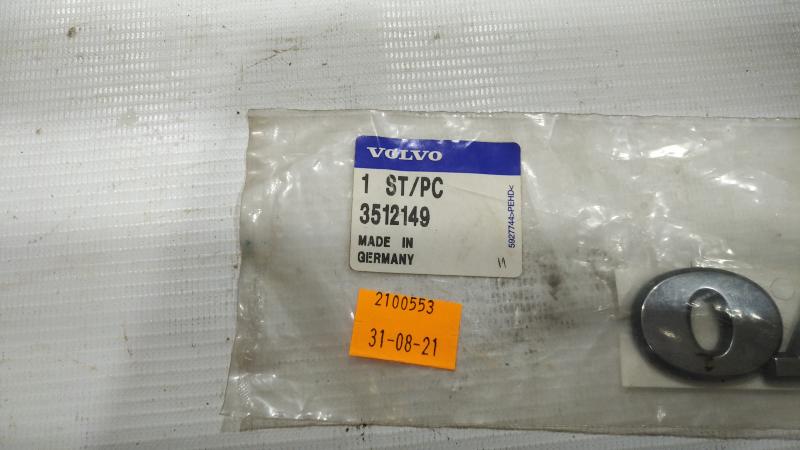 VOLVO
1 ST/PC
3512149
MADE IN
GERMANY
5927744>PEHD<
2100553
31-08-21
O